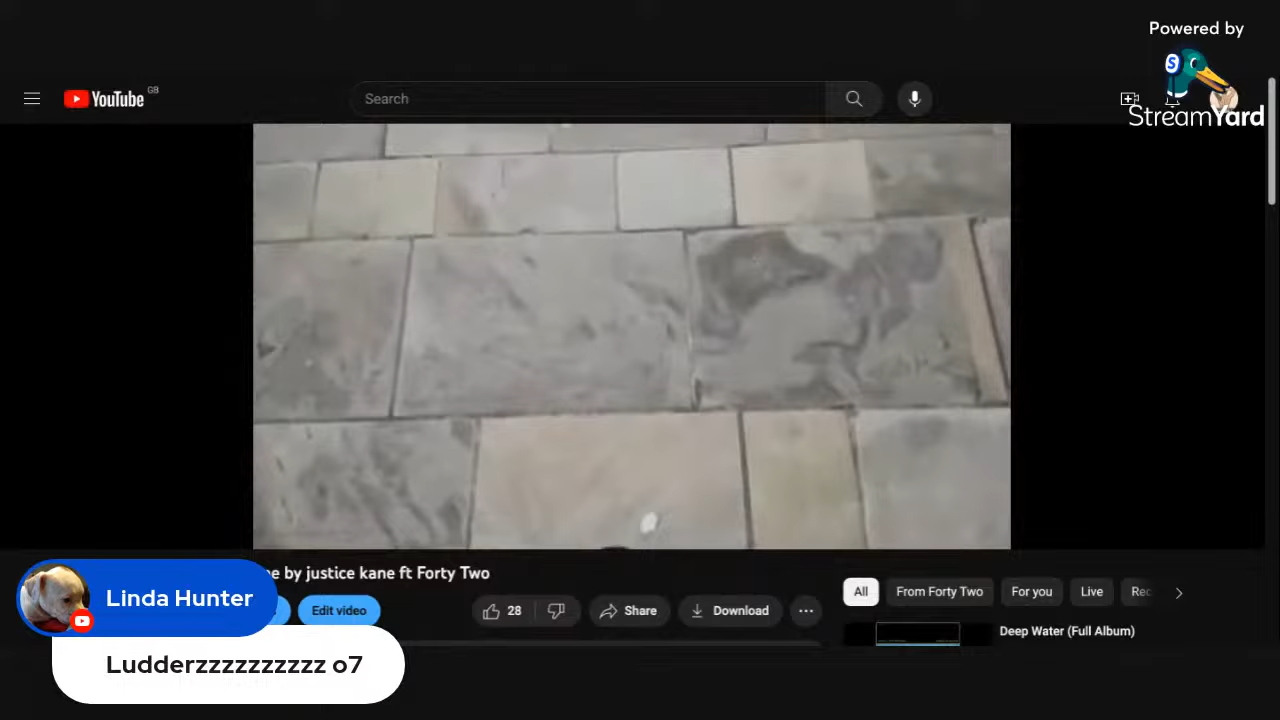 Powered by
StreamYard
YouTube GB
Search
by justice kane ft Forty Two
Edit video
28
Share
Download
All
From Forty Two
For you
Live
Deep Water (Full Album)
Linda Hunter
Ludderzzzzzzzzzz o7